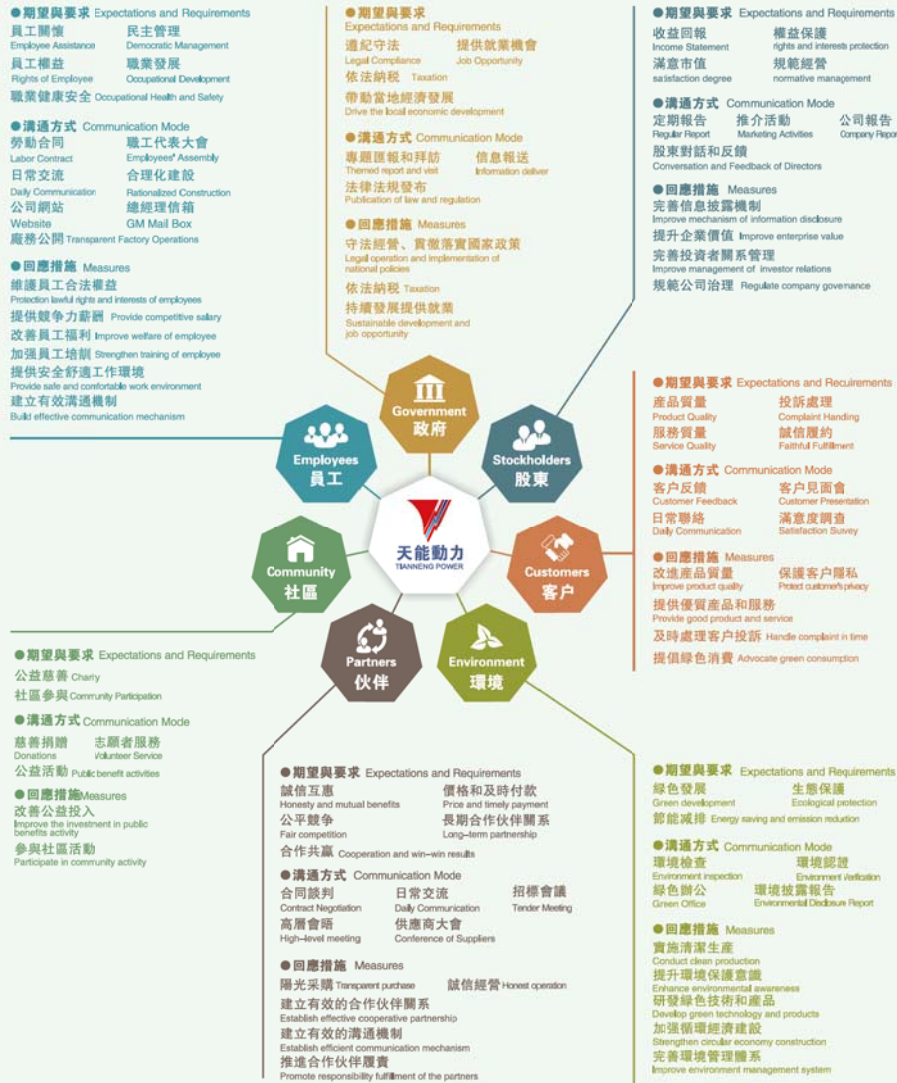 ●期望與要求 Expectations and Requirements
員工關懷 民主管理
Employee Assistance Democratic Management
員工權益 職業發展
Rights of Employee Occupational Development
職業健康安全 Occupational Health and Safety
●溝通方式 Communication Mode
勞動合同 職工代表大會
Labor Contract Employees' Assembly
日常交流 合理化建設
Daily Communication Rationalized Construction
公司網站 總經理信箱
Website GM Mail Box
廠務公開 Transparent Factory Operations
●回應措施 Measures
維護員工合法權益
Protection lawful rights and interests of employees
提供競爭力薪酬 Provide competitive salary
改善員工福利 Improve welfare of employee
加强員工培訓 Strengthen training of employee
提供安全舒適工作環境
Provide safe and comfortable work environment
建立有效溝通機制
Build effective communication mechanism
●期望與要求
Expectations and Requirements
遵紀守法 提供就業機會
Legal Compliance Job Opportunity
依法納税 Taxation
帶動當地經濟發展
Drive the local economic development
●溝通方式 Communication Mode
專題匯報和拜訪 信息報送
Themed report and visit Information deliver
法律法規發布
Publication of law and regulation
●回應措施 Measures
守法經營、貫徹落實國家政策
Legal operation and implementation of
national policies
依法納税 Taxation
持續發展提供就業
Sustainable development and
job opportunity
●期望與要求 Expectations and Requirements
收益回報 權益保護
Income Statement rights and interests protection
滿意市值 規範經營
satisfaction degree normative management
●溝通方式 Communication Mode
定期報告 推介活動 公司報告
Regular Report Marketing Activities Company Repor
股東對話和反饋
Conversation and Feedback of Directors
●回應措施 Measures
完善信息披露機制
Improve mechanism of information disclosure
提升企業價值 Improve enterprise value
完善投資者關系管理
Improve management of investor relations
規範公司治理 Regulate company governance
Government
政府
Employees
員工
Stockholders
股東
天能動力
TIANNENG POWER
Community
社區
Customers
客户
Partners
伙伴
Environment
環境
●期望與要求 Expectations and Recuirements
産品質量 投訴處理
Product Quality Complaint Handing
服務質量 誠信履約
Service Quality Faithful Fulfillment
●溝通方式 Communication Mode
客户反饋 客户見面會
Customer Feedback Customer Presentation
日常聯絡 滿意度調查
Daily Communication Satisfaction Survey
●回應措施 Measures
改進産品質量 保護客户隱私
Improve product quality Protect customer's privacy
提供優質産品和服務
Provide good product and service
及時處理客户投訴 Handle complaint in time
提倡緑色消費 Advocate green consumption
●期望與要求 Expectations and Requirements
公益慈善 Chariy
社區參與 Community Participation
●溝通方式 Communication Mode
慈善捐贈 志願者服務
Donations Volunteer Service
公益活動 Public benefit activities
●回應措施 Measures
改善公益投入
Improve the investment in public
benefits activity
參與社區活動
Participate in community activity
●期望與要求 Expectations and Requirements
誠信互惠 價格和及時付款
Honesty and mutual benefits Price and timely payment
公平競爭 長期合作伙伴關系
Fair competition Long-term partnership
合作共赢 Cooperation and win-win results
●溝通方式 Communication Mode
合同談判 日常交流 招標會議
Contract Negotiation Daily Communication Tender Meeting
高層會晤 供應商大會
High-level meeting Conference of Suppliers
●回應措施 Measures
陽光采購 Transparent purchase 誠信經營 Honest operation
建立有效的合作伙伴關系
Establish effective cooperative partnership
建立有效的溝通機制
Establish efficient communication mechanism
推進合作伙伴履責
Promote responsibility fulfillment of the partners
●期望與要求 Expectations and Requirements
緑色發展 生態保護
Green development Ecological protection
節能减排 Energy saving and emission reduction
●溝通方式 Communication Mode
環境檢查 環境認證
Environment inspection Environment Verification
緑色辦公 環境披露報告
Green Office Environmental Disclosure Report
●回應措施 Measures
實施清潔生産
Conduct clean production
提升環境保護意識
Enhance environmental awareness
研發緑色技術和産品
Develop green technology and products
加强循環經濟建設
Strengthen circular economy construction
完善環境管理體系
Improve environment management system